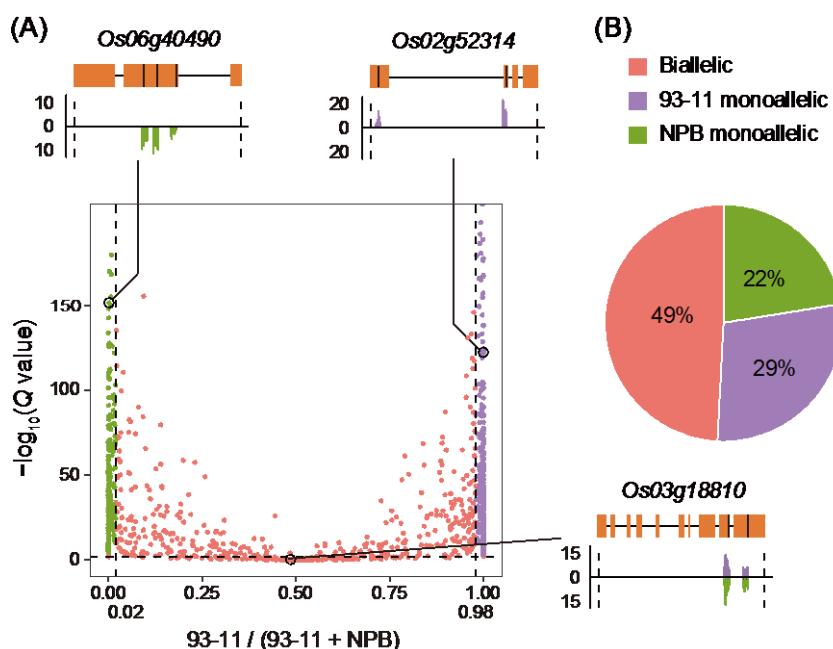 (A)
Os06g40490
10
0
10
Os02g52314
20
0
20
−log10(Q value)
150
100
50
0
0.00
0.02
0.25
0.50
0.75
1.00
0.98
93-11 / (93-11 + NPB)
(B)
Biallelic
93-11 monoallelic
NPB monoallelic
22%
49%
29%
Os03g18810
15
0
15